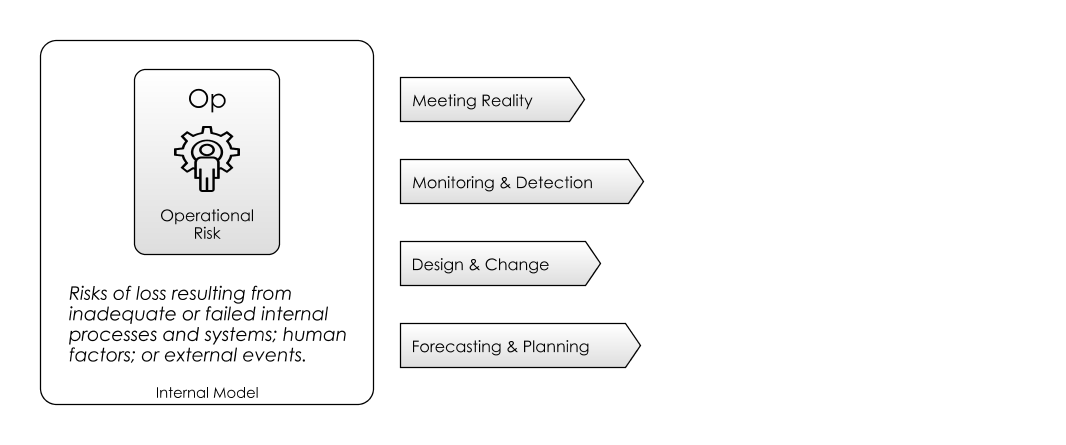 Op
Operational
Risk
Risks of loss resulting from
inadequate or failed internal
processes and systems; human
factors; or external events.
Internal Model
Meeting Reality
Monitoring & Detection
Design & Change
Forecasting & Planning